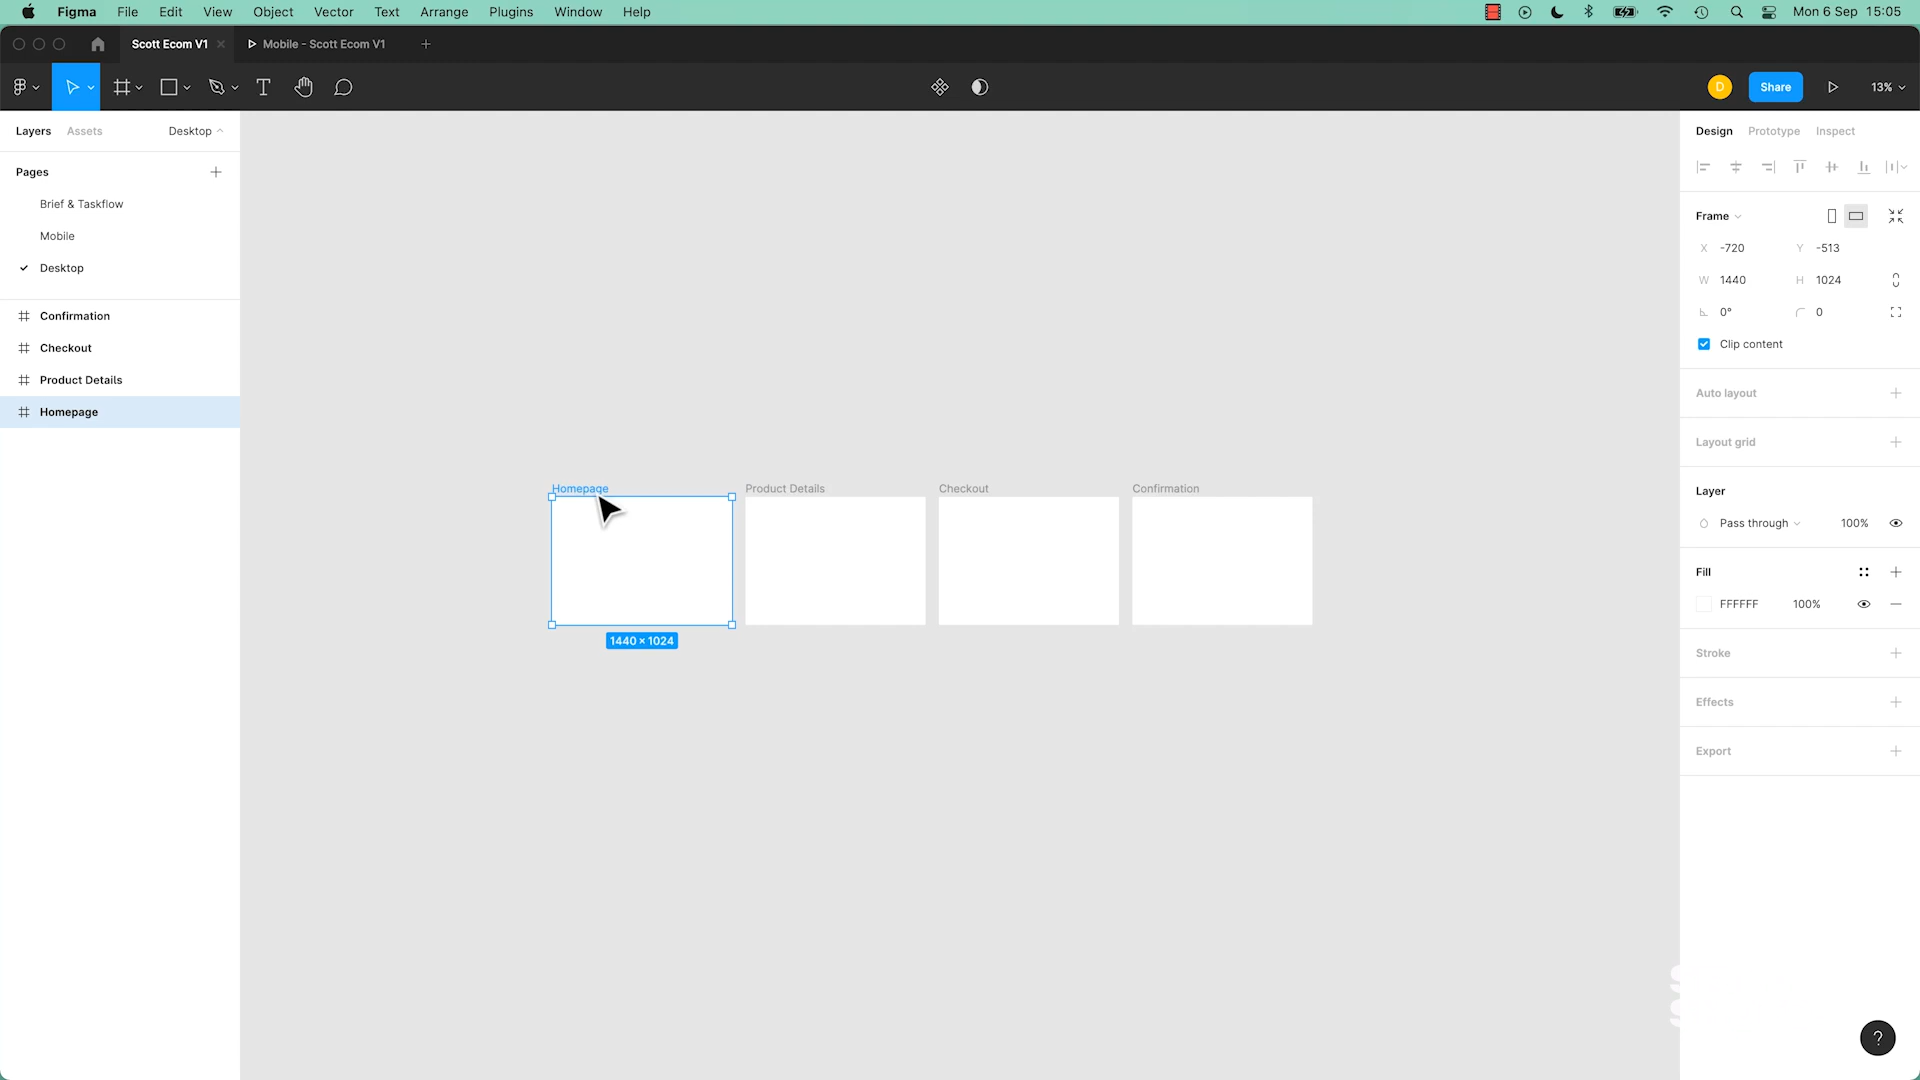 Figma File Edit View Object Vector Text Arrange Plugins Window Help Mon 6 Sep 15:05
Scott Ecom V1 Mobile - Scott Ecom V1
D Share 13%
Layers Assets Desktop
Pages
Brief & Taskflow
Mobile
Desktop
Confirmation
Checkout
Product Details
Homepage
Homepage Product Details Checkout Confirmation
1440 × 1024
Design Prototype Inspect
Frame
X -720 Y -513
W 1440 H 1024
0° 0
Clip content
Auto layout
Layout grid
Layer
Pass through 100%
Fill
FFFFFF 100%
Stroke
Effects
Export
?